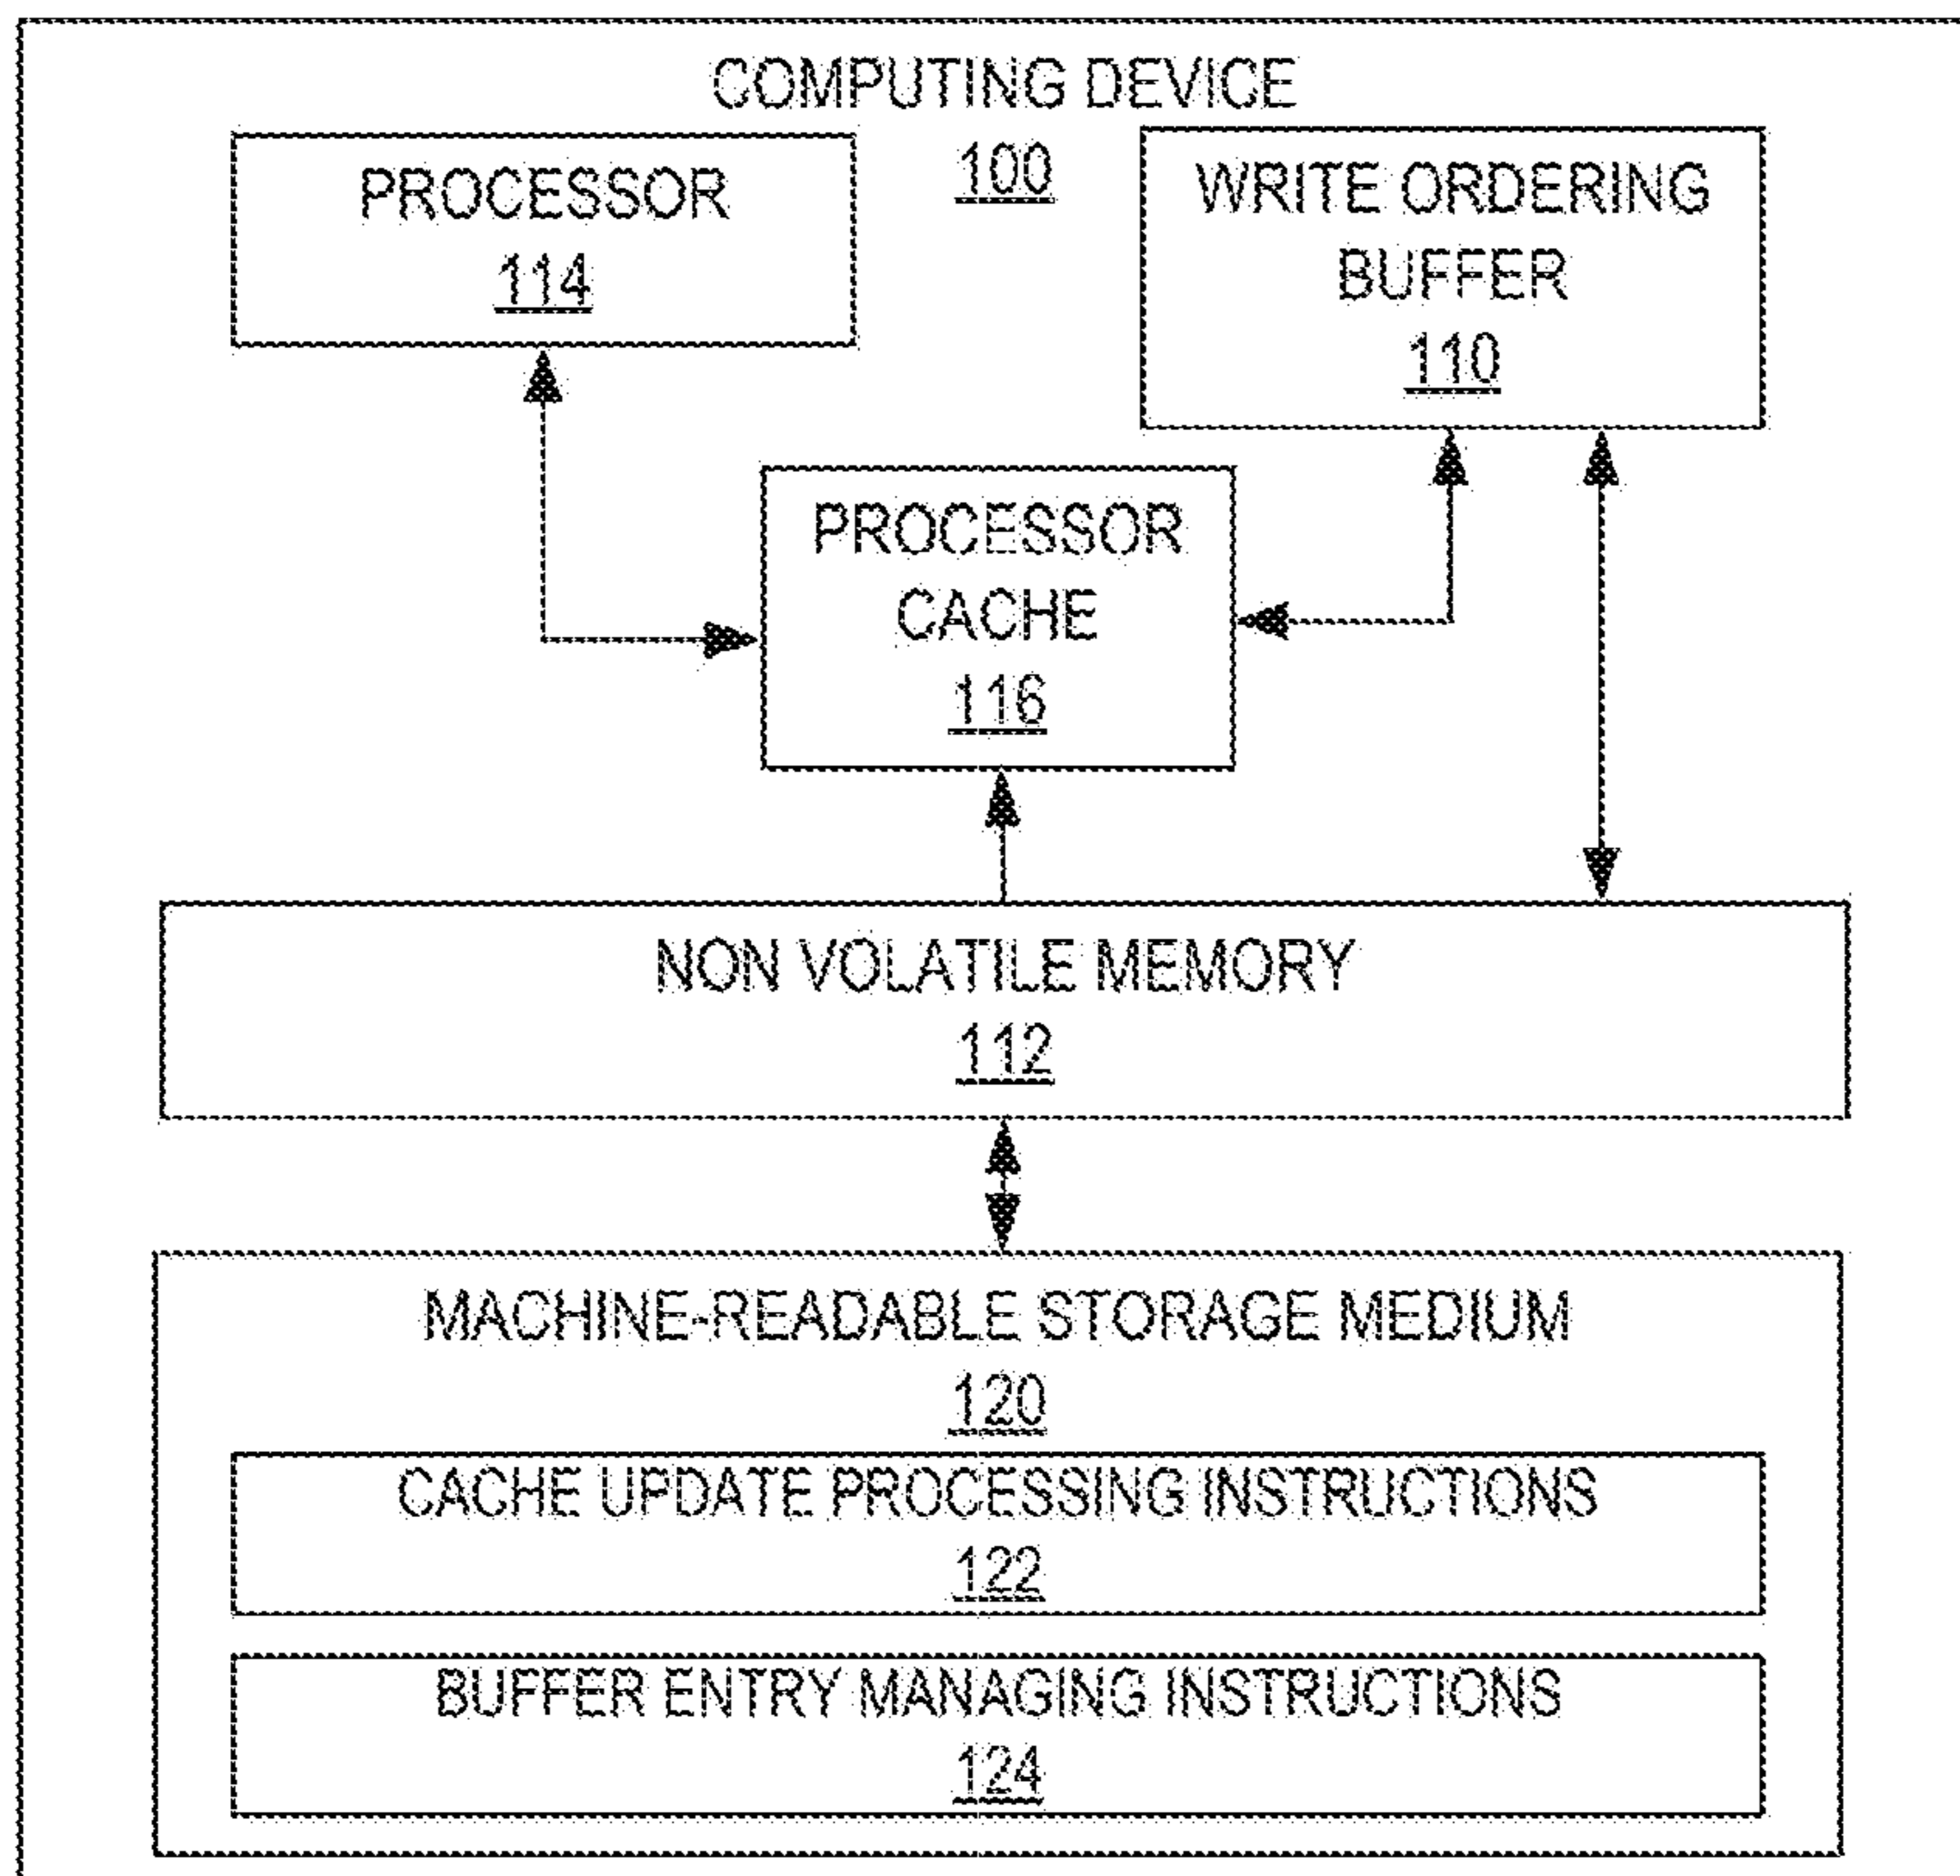 COMPUTING DEVICE
100
PROCESSOR
114
WRITE ORDERING
BUFFER
110
PROCESSOR
CACHE
116
NON VOLATILE MEMORY
112
MACHINE-READABLE STORAGE MEDIUM
120
CACHE UPDATE PROCESSING INSTRUCTIONS
122
BUFFER ENTRY MANAGING INSTRUCTIONS
124